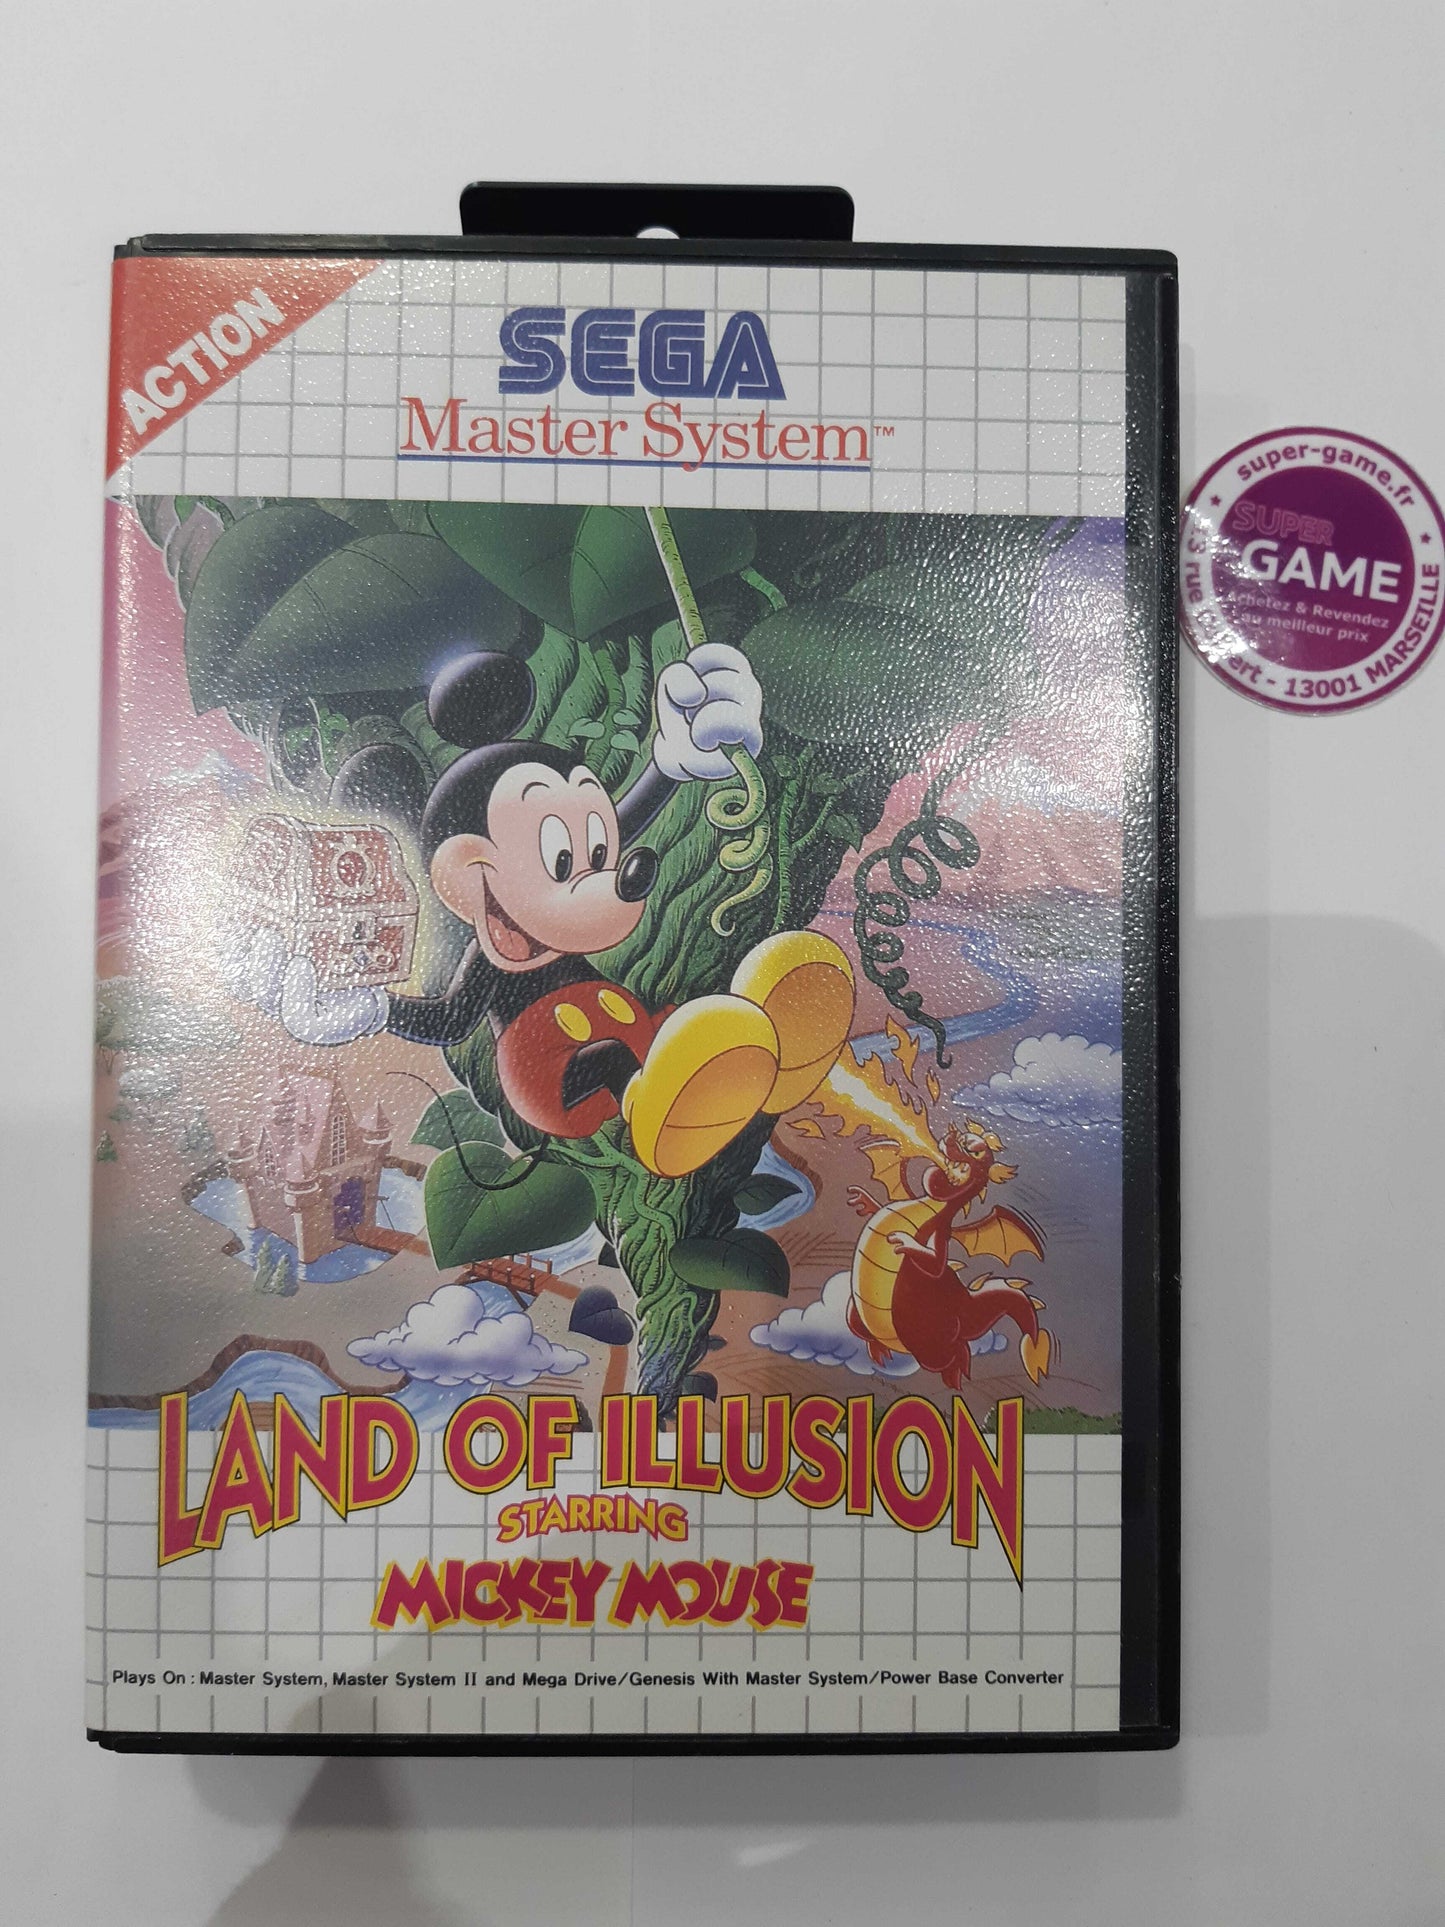 ACTION
SEGA
Master System™
super-game.fr
SUPER
GAME
Achetez & Revendez
au meilleur prix
rue
13001 MARSEILLE
LAND OF ILLUSION
STARRING
MICKEY MOUSE
Plays On : Master System, Master System II and Mega Drive/Genesis With Master System/Power Base Converter